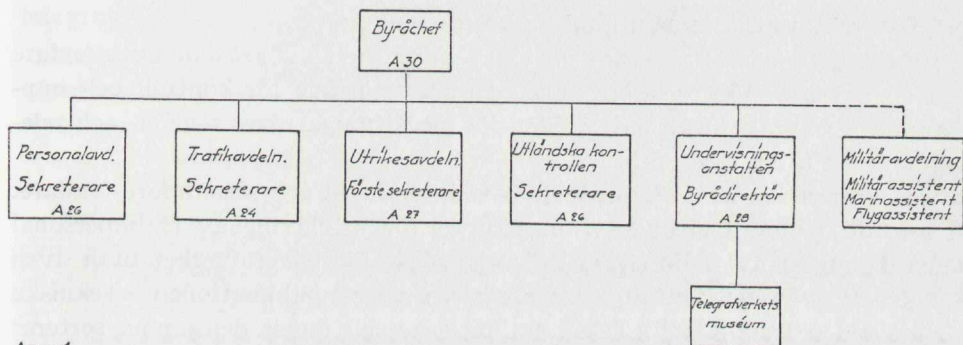 Byråchef
A 30
Personalavd.
Sekreterare
A 26
Trafikavdeln.
Sekreterare
A 24
Utrikesavdeln.
Förste sekreterare
A 27
Utländska kon-
trollen
Sekreterare
A 26
Undervisnings-
anstalten
Byrådirektör
A 28
Militäravdelning
Militärassistent
Marinassistent
Flygassistent
Telegrafverkets
muséum